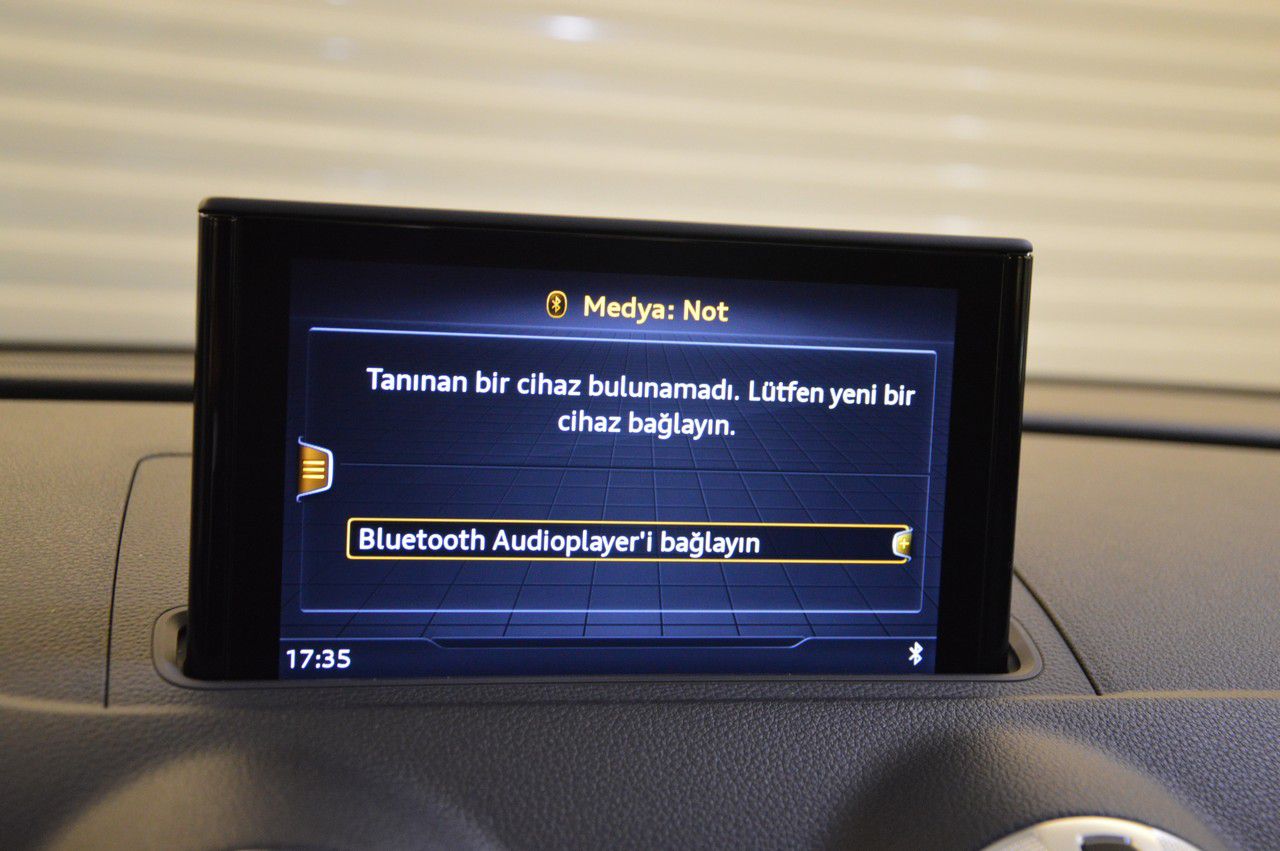 Medya: Not
Tanınan bir cihaz bulunamadı. Lütfen yeni bir
cihaz bağlayın.
Bluetooth Audioplayer'i bağlayın
17:35